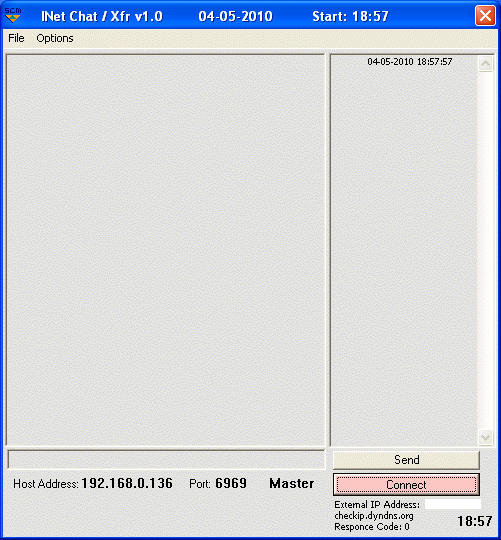 SCM INet Chat / Xfr v1.0 04-05-2010 Start: 18:57
File Options
04-05-2010 18:57:57
Send
Host Address: 192.168.0.136 Port: 6969 Master
Connect
External IP Address:
checkip.dyndns.org
Responce Code: 0
18:57